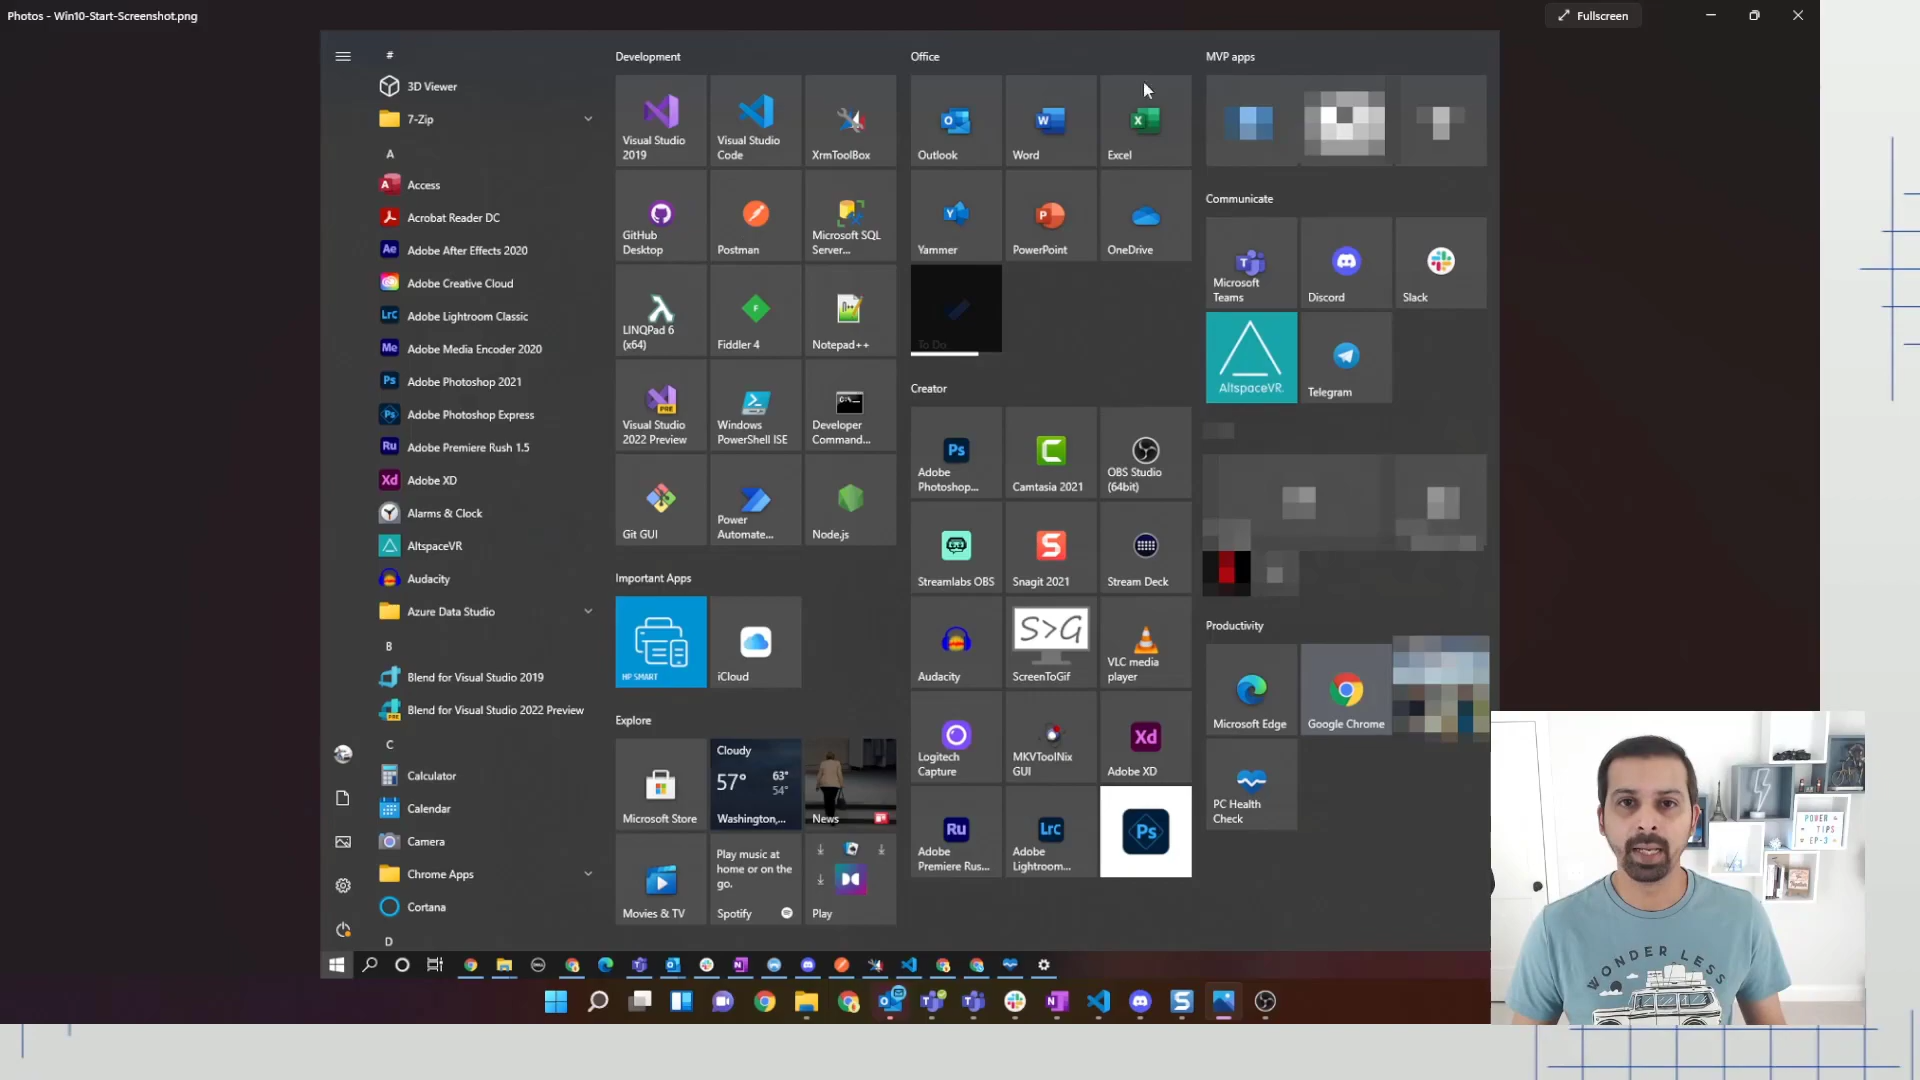 Photos - Win10-Start-Screenshot.png
Fullscreen
#
3D Viewer
7-Zip
A
Access
Acrobat Reader DC
Adobe After Effects 2020
Adobe Creative Cloud
Adobe Lightroom Classic
Adobe Media Encoder 2020
Adobe Photoshop 2021
Adobe Photoshop Express
Adobe Premiere Rush 1.5
Adobe XD
Alarms & Clock
AltspaceVR
Audacity
Azure Data Studio
B
Blend for Visual Studio 2019
Blend for Visual Studio 2022 Preview
C
Calculator
Calendar
Camera
Chrome Apps
Cortana
D
Development
Visual Studio
2019
Visual Studio
Code
XrmToolBox
GitHub
Desktop
Postman
Microsoft SQL
Server...
LINQPad 6
(x64)
Fiddler 4
Notepad++
Visual Studio
2022 Preview
Windows
PowerShell ISE
Developer
Command...
Git GUI
Power
Automate...
Node.js
Important Apps
HP SMART
iCloud
Explore
Microsoft Store
Cloudy
57° 63°
54°
Washington,...
News
Movies & TV
Play music at
home or on the
go.
Spotify
Play
Office
Outlook
Word
Excel
Yammer
PowerPoint
OneDrive
To Do
Creator
Adobe
Photoshop...
Camtasia 2021
OBS Studio
(64bit)
Streamlabs OBS
Snagit 2021
Stream Deck
Audacity
S>G
ScreenToGif
VLC media
player
Logitech
Capture
MKVToolNix
GUI
Adobe XD
Adobe
Premiere Rus...
Adobe
Lightroom...
Ps
MVP apps
Communicate
Microsoft
Teams
Discord
Slack
AltspaceVR.
Telegram
Productivity
Microsoft Edge
Google Chrome
PC Health
Check
POWER
TIPS
EP-3
WONDER LESS